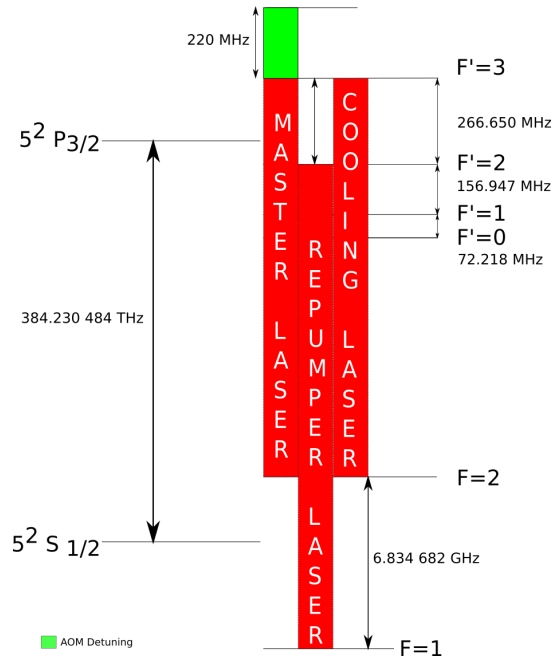 220 MHz
F'=3
5² P3/2
266.650 MHz
F'=2
156.947 MHz
F'=1
F'=0
72.218 MHz
MASTER LASER
REPUMPER LASER
COOLING LASER
384.230 484 THz
F=2
5² S 1/2
6.834 682 GHz
AOM Detuning
F=1